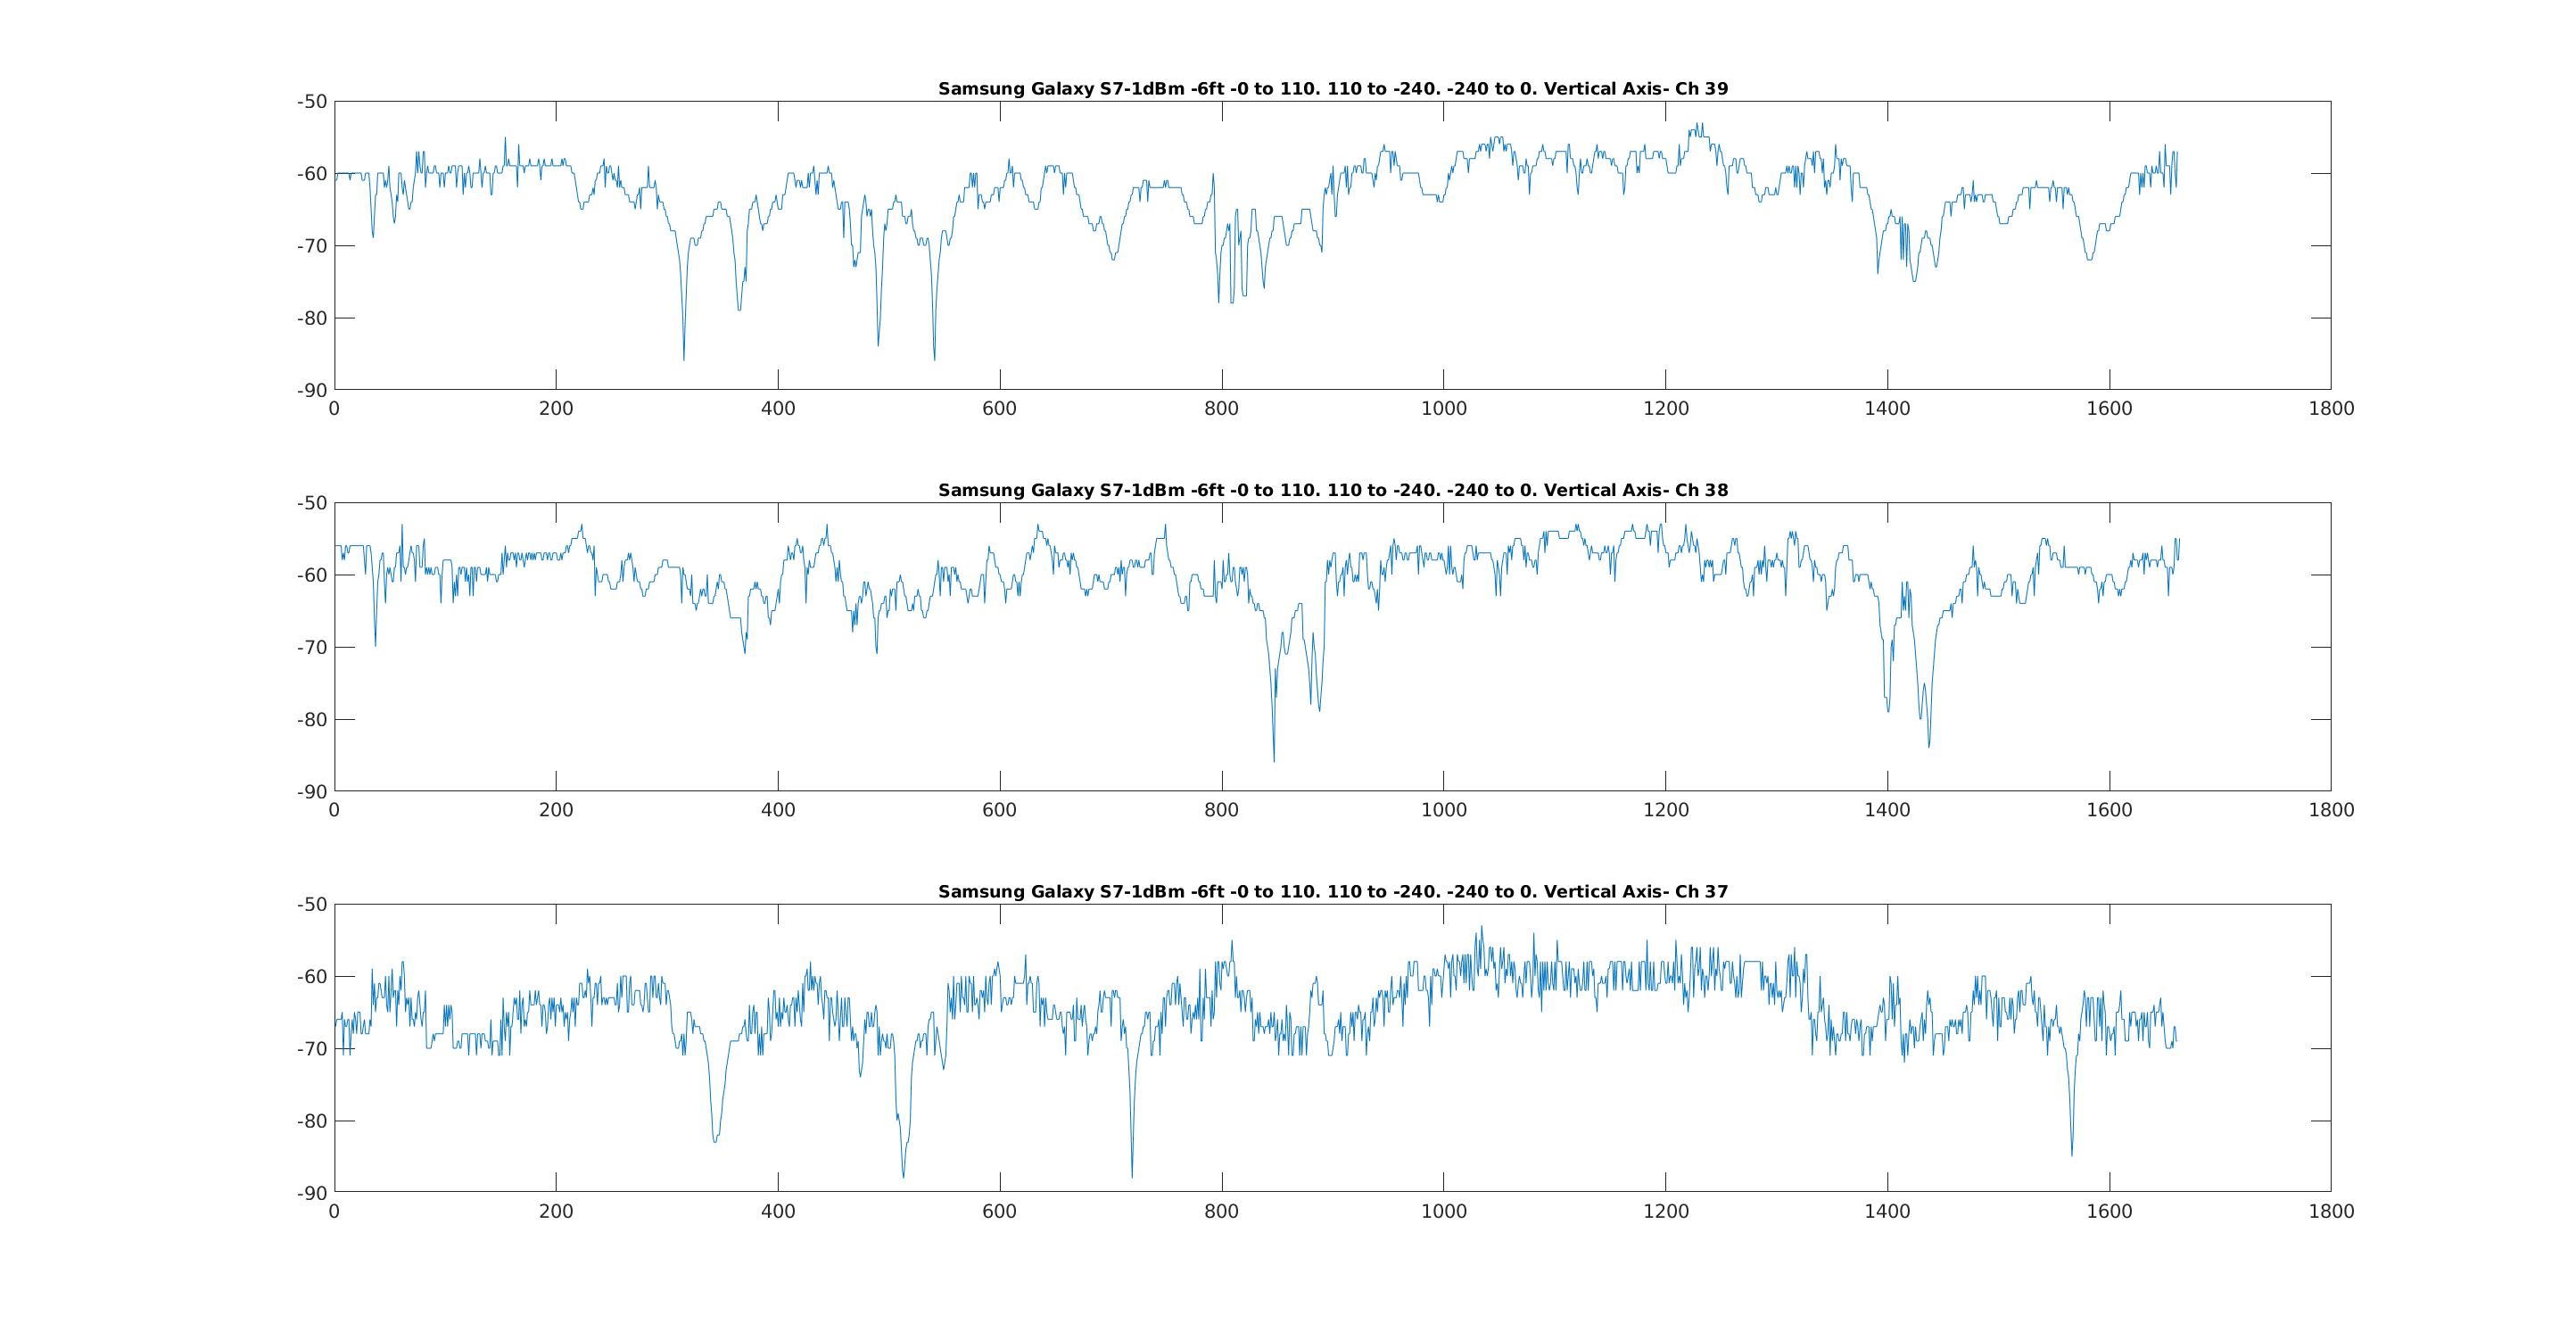 Samsung Galaxy S7-1dBm -6ft -0 to 110. 110 to -240. -240 to 0. Vertical Axis- Ch 39
-50
-60
-70
-80
-90
0 200 400 600 800 1000 1200 1400 1600 1800
Samsung Galaxy S7-1dBm -6ft -0 to 110. 110 to -240. -240 to 0. Vertical Axis- Ch 38
-50
-60
-70
-80
-90
0 200 400 600 800 1000 1200 1400 1600 1800
Samsung Galaxy S7-1dBm -6ft -0 to 110. 110 to -240. -240 to 0. Vertical Axis- Ch 37
-50
-60
-70
-80
-90
0 200 400 600 800 1000 1200 1400 1600 1800